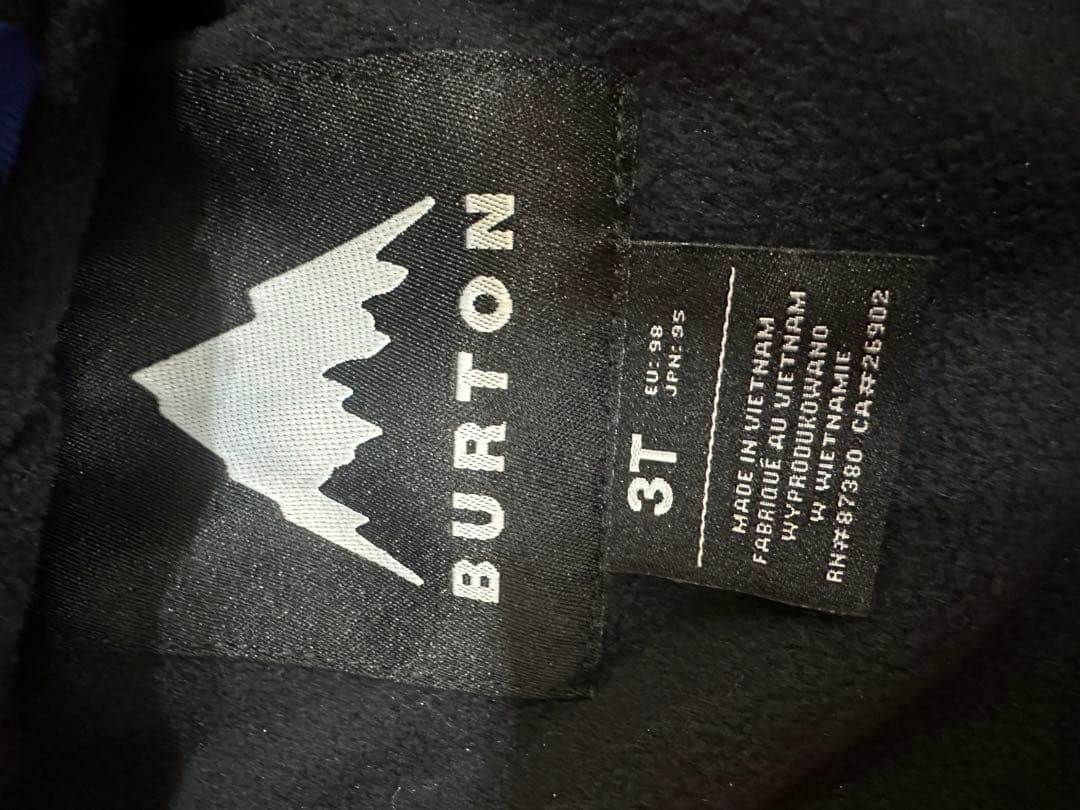 BURTON
3T
EU: 98
JPN: 95
MADE IN VIETNAM
FABRIQUÉ AU VIETNAM
WYPRODUKOWANO
W WIETNAMIE
RN#87380 CA#26902